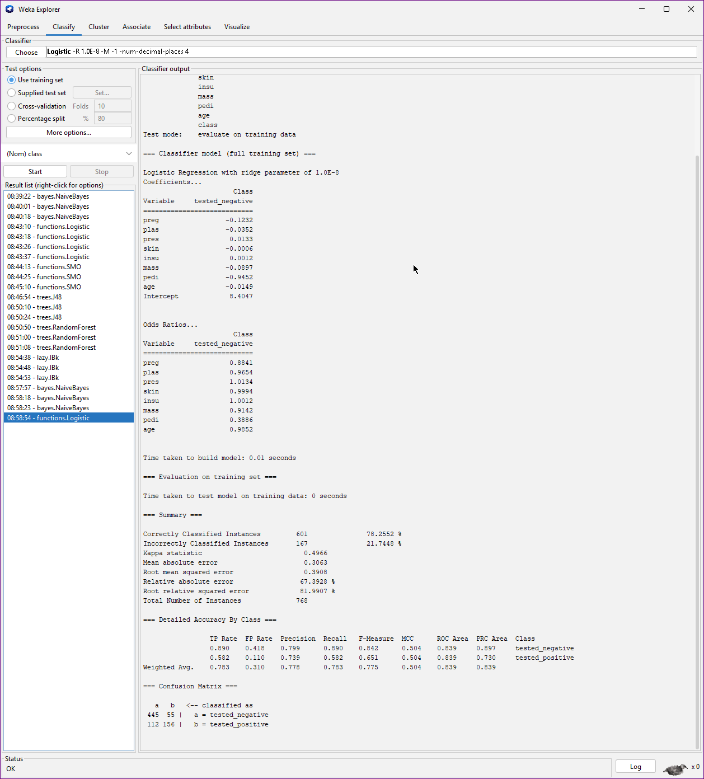 Weka Explorer
Preprocess Classify Cluster Associate Select attributes Visualize
Classifier
Choose Logistic -R 1.0E-8 -M -1 -num-decimal-places 4
Test options
Use training set
Supplied test set Set...
Cross-validation Folds 10
Percentage split % 80
More options...
(Nom) class
Start Stop
Result list (right-click for options)
08:39:22 - bayes.NaiveBayes
08:40:01 - bayes.NaiveBayes
08:40:18 - bayes.NaiveBayes
08:43:10 - functions.Logistic
08:43:18 - functions.Logistic
08:43:26 - functions.Logistic
08:43:37 - functions.Logistic
08:44:13 - functions.SMO
08:44:25 - functions.SMO
08:45:10 - functions.SMO
08:46:54 - trees.J48
08:50:10 - trees.J48
08:50:24 - trees.J48
08:50:50 - trees.RandomForest
08:51:00 - trees.RandomForest
08:51:08 - trees.RandomForest
08:54:38 - lazy.IBk
08:54:48 - lazy.IBk
08:54:53 - lazy.IBk
08:57:57 - bayes.NaiveBayes
08:58:18 - bayes.NaiveBayes
08:58:23 - bayes.NaiveBayes
08:58:54 - functions.Logistic
Classifier output
skin
insu
mass
pedi
age
class
Test mode: evaluate on training data
=== Classifier model (full training set) ===
Logistic Regression with ridge parameter of 1.0E-8
Coefficients...
Class
Variable tested_negative
============================
preg -0.1232
plas -0.0352
pres 0.0133
skin -0.0006
insu 0.0012
mass -0.0897
pedi -0.9452
age -0.0149
Intercept 8.4047
Odds Ratios...
Class
Variable tested_negative
============================
preg 0.8841
plas 0.9654
pres 1.0134
skin 0.9994
insu 1.0012
mass 0.9142
pedi 0.3886
age 0.9852
Time taken to build model: 0.01 seconds
=== Evaluation on training set ===
Time taken to test model on training data: 0 seconds
=== Summary ===
Correctly Classified Instances 601 78.2552 %
Incorrectly Classified Instances 167 21.7448 %
Kappa statistic 0.4966
Mean absolute error 0.3063
Root mean squared error 0.3908
Relative absolute error 67.3928 %
Root relative squared error 81.9907 %
Total Number of Instances 768
=== Detailed Accuracy By Class ===
TP Rate FP Rate Precision Recall F-Measure MCC ROC Area PRC Area Class
0.890 0.418 0.799 0.890 0.842 0.504 0.839 0.897 tested_negative
0.582 0.110 0.739 0.582 0.651 0.504 0.839 0.730 tested_positive
Weighted Avg. 0.783 0.310 0.778 0.783 0.775 0.504 0.839 0.839
=== Confusion Matrix ===
a b <-- classified as
445 55 | a = tested_negative
112 156 | b = tested_positive
Status
OK
Log
x 0